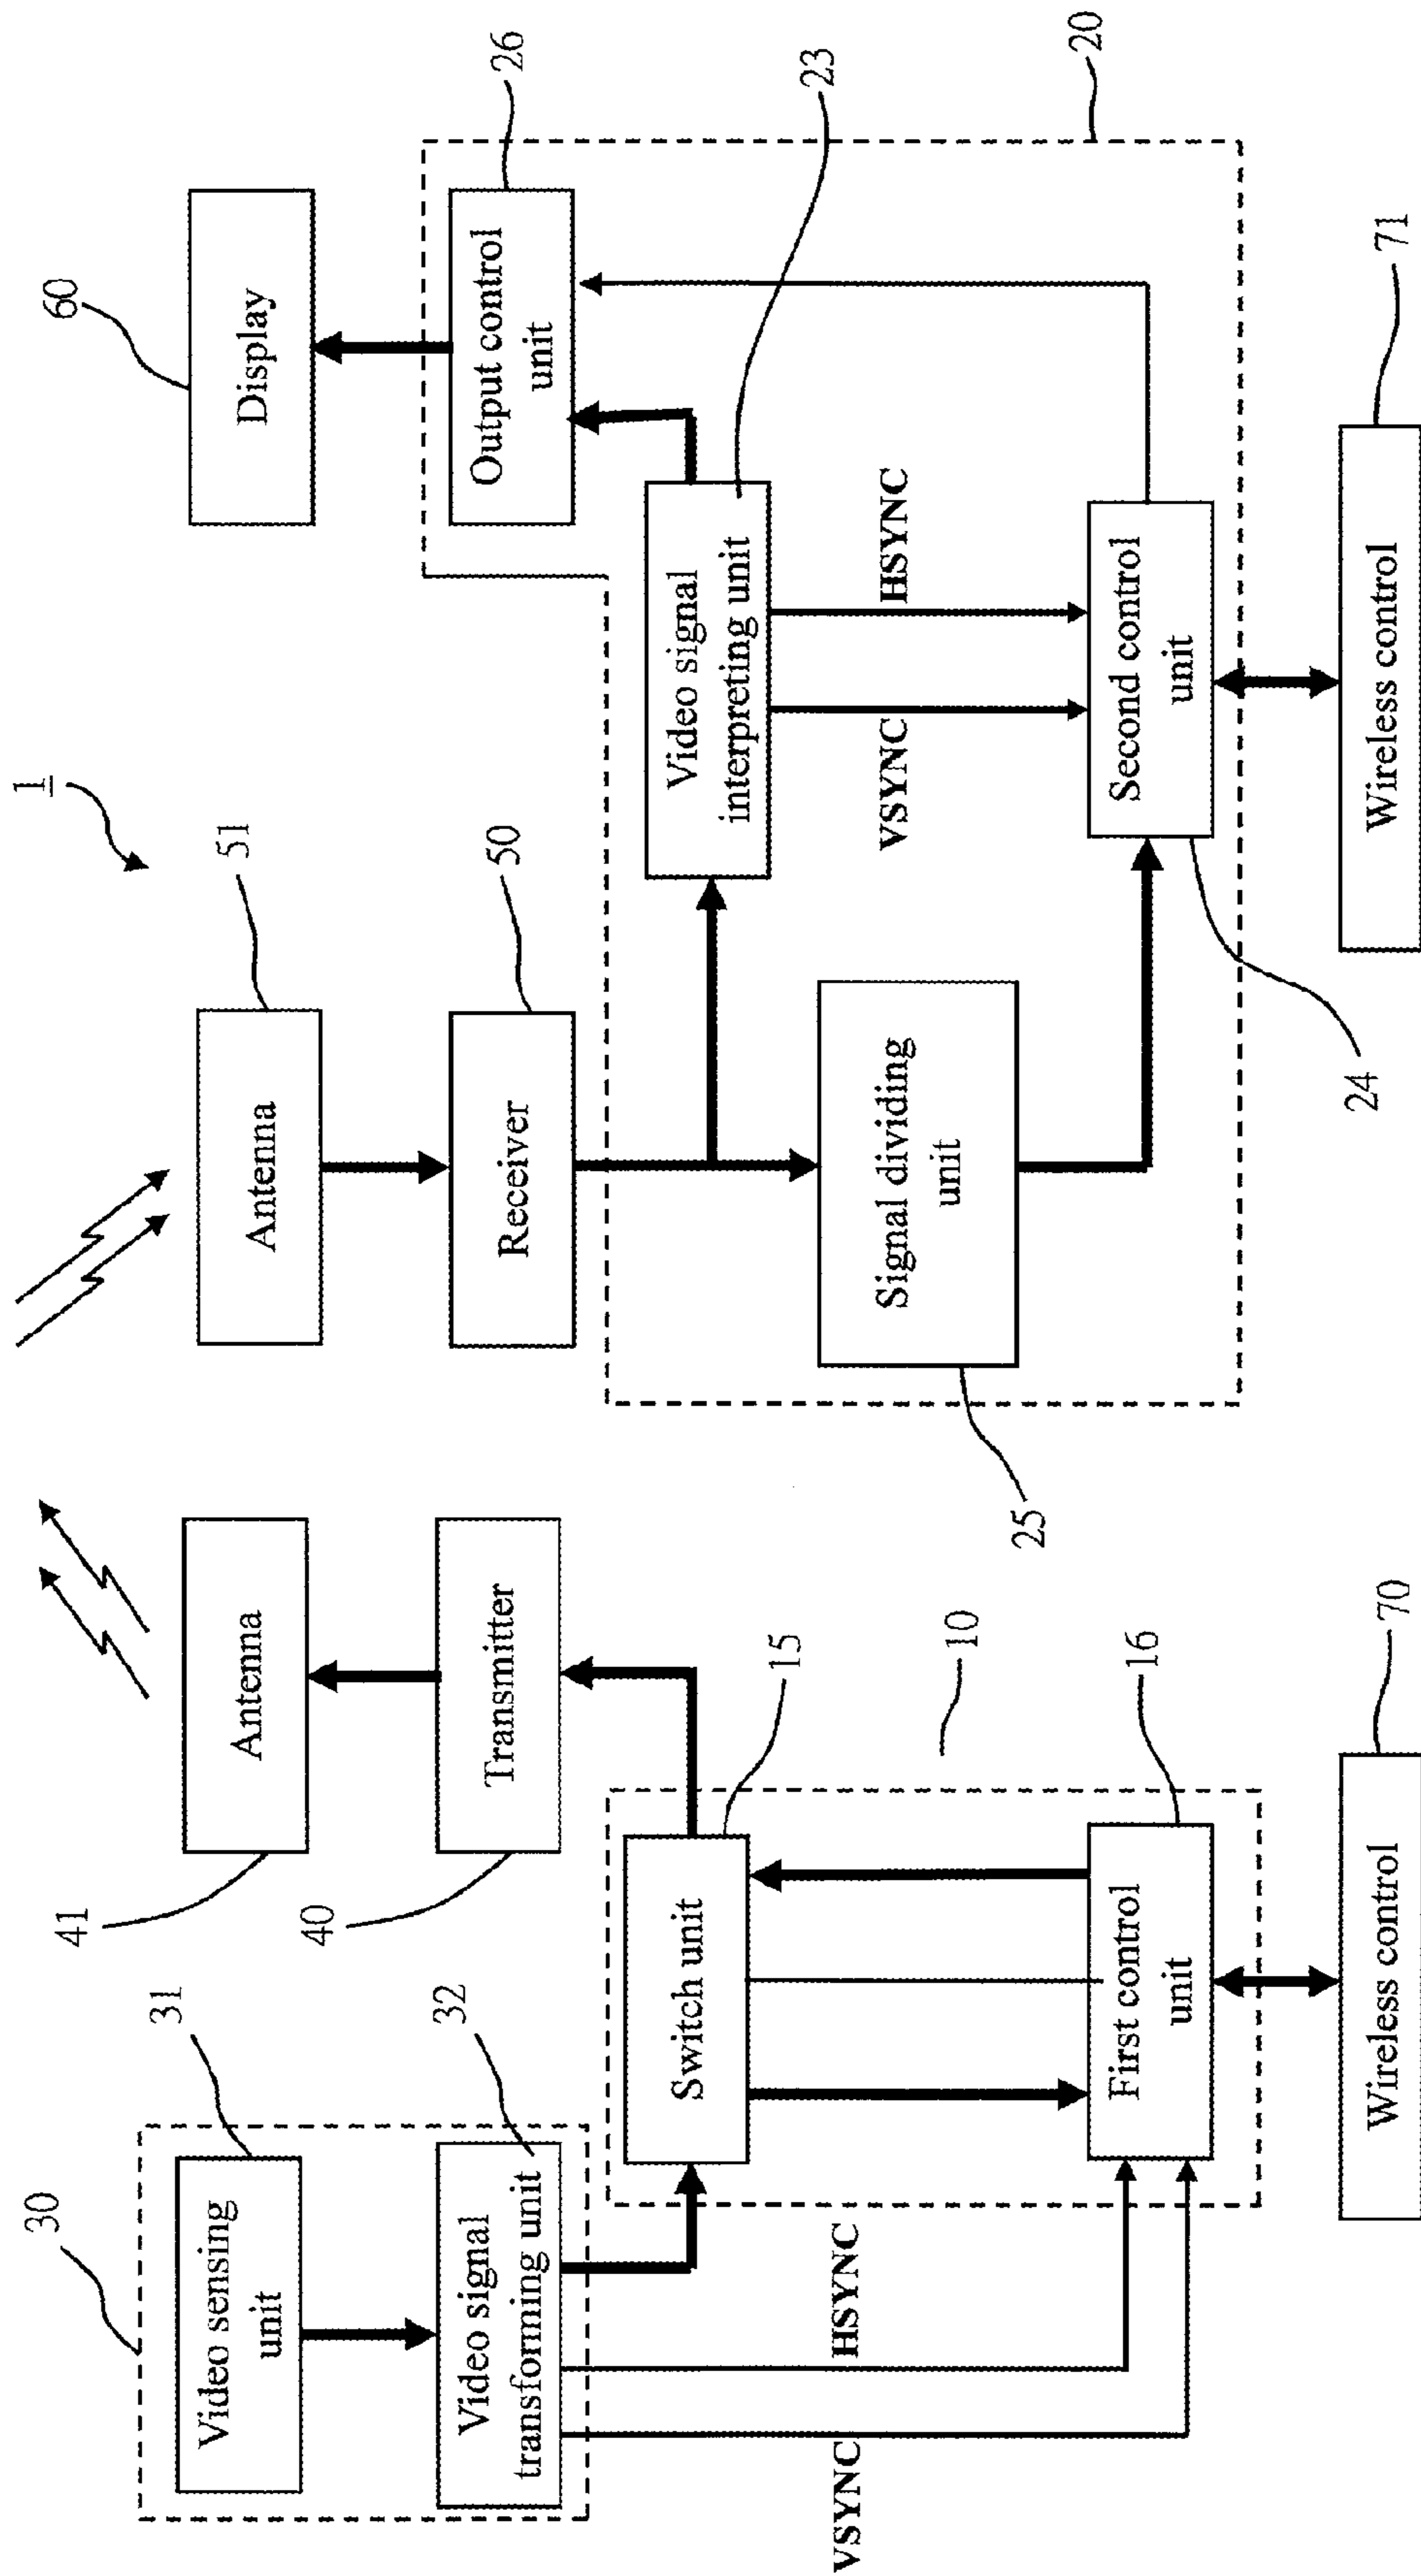 1
30
31
Video sensing
unit
32
Video signal
transforming unit
VSYNC
HSYNC
41
Antenna
40
Transmitter
15
Switch unit
10
16
First control
unit
70
Wireless control
51
Antenna
50
Receiver
25
Signal dividing
unit
60
Display
26
Output control
unit
23
Video signal
interpreting unit
VSYNC
HSYNC
20
24
Second control
unit
71
Wireless control